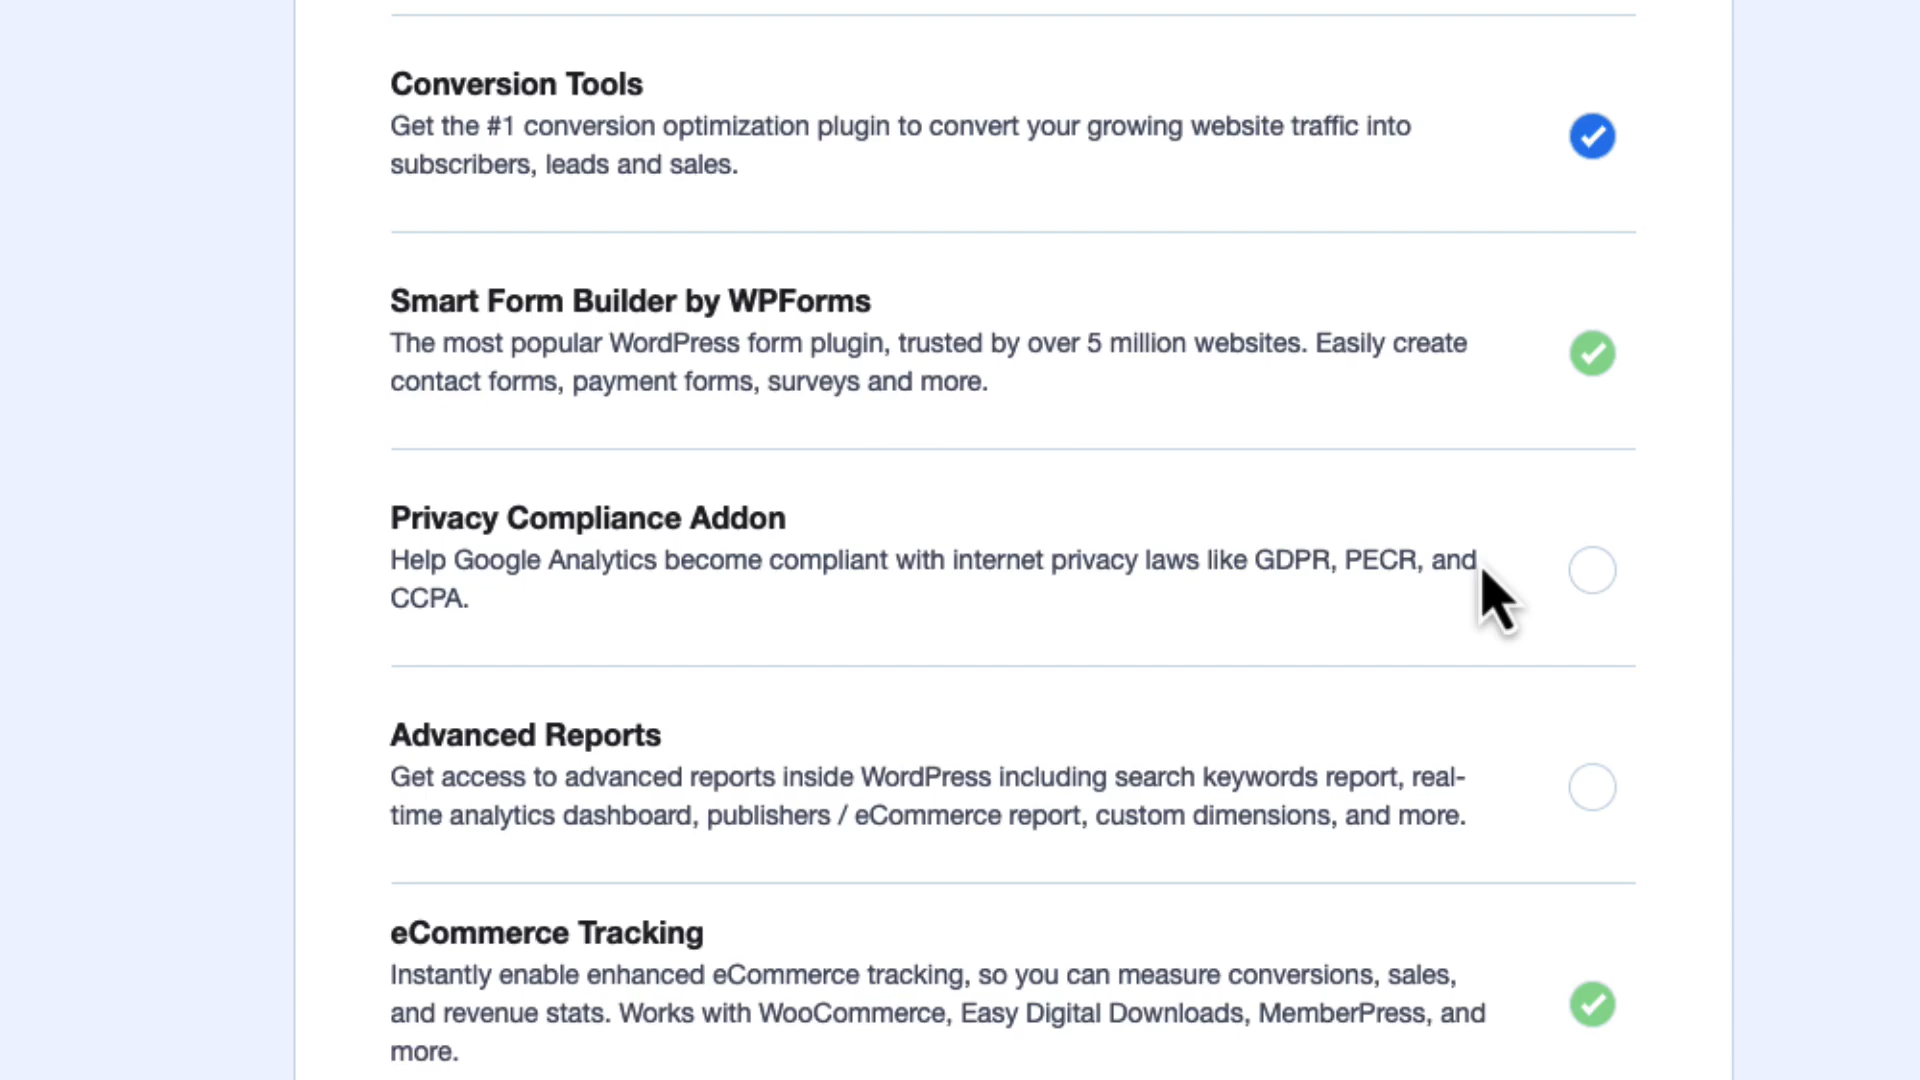 Conversion Tools
Get the #1 conversion optimization plugin to convert your growing website traffic into
subscribers, leads and sales.
Smart Form Builder by WPForms
The most popular WordPress form plugin, trusted by over 5 million websites. Easily create
contact forms, payment forms, surveys and more.
Privacy Compliance Addon
Help Google Analytics become compliant with internet privacy laws like GDPR, PECR, and
CCPA.
Advanced Reports
Get access to advanced reports inside WordPress including search keywords report, real-
time analytics dashboard, publishers / eCommerce report, custom dimensions, and more.
eCommerce Tracking
Instantly enable enhanced eCommerce tracking, so you can measure conversions, sales,
and revenue stats. Works with WooCommerce, Easy Digital Downloads, MemberPress, and
more.